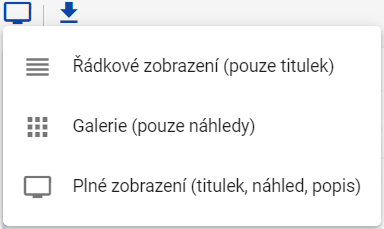 Řádkové zobrazení (pouze titulek)
Galerie (pouze náhledy)
Plné zobrazení (titulek, náhled, popis)